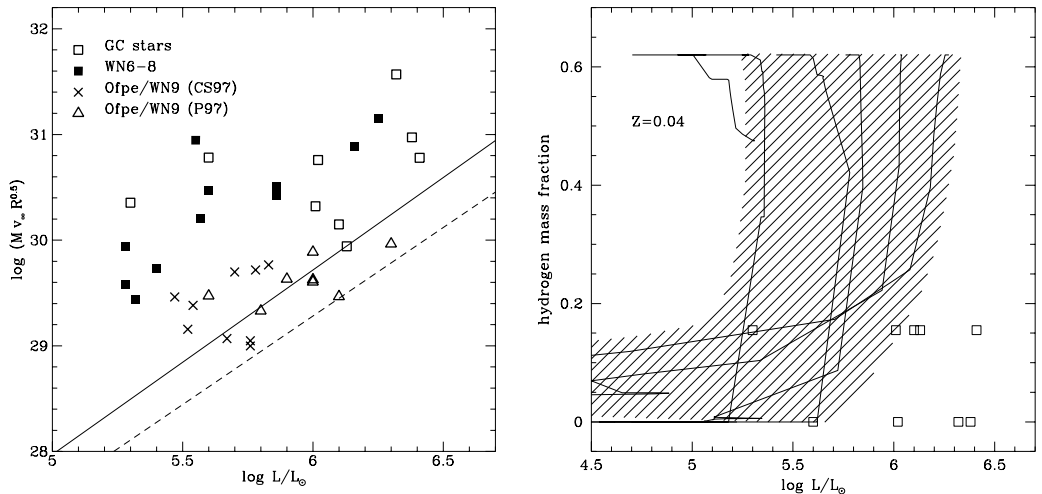 32
31
30
29
28
log (M v∞ R^0.5)
GC stars
WN6−8
Ofpe/WN9 (CS97)
Ofpe/WN9 (P97)
5
5.5
6
6.5
log L/L☉
0.6
0.4
0.2
0
hydrogen mass fraction
Z=0.04
4.5
5
5.5
6
6.5
log L/L☉